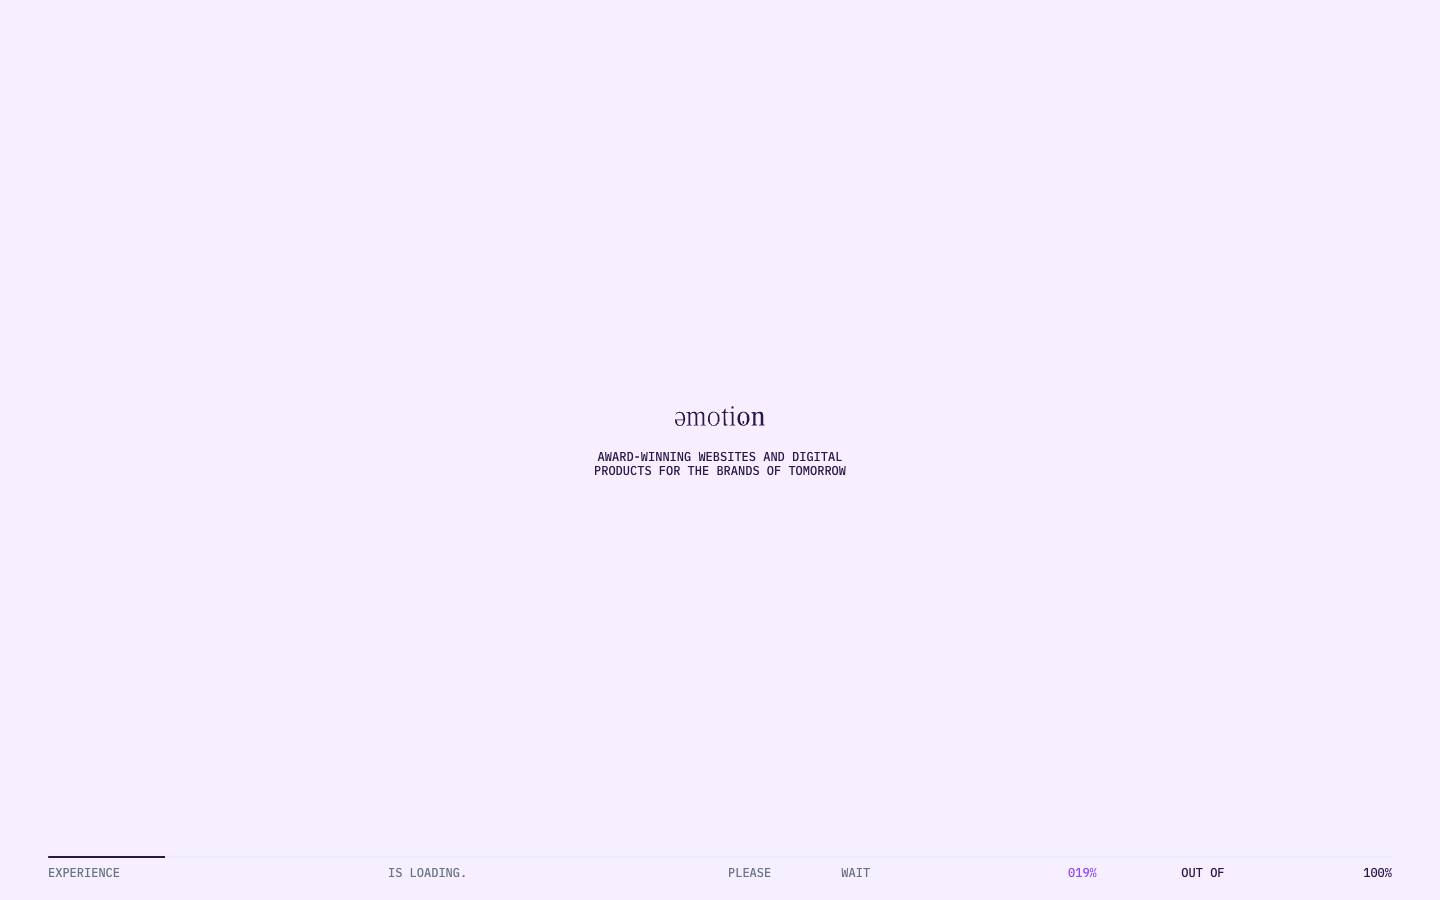 əmotion
AWARD-WINNING WEBSITES AND DIGITAL
PRODUCTS FOR THE BRANDS OF TOMORROW
EXPERIENCE IS LOADING. PLEASE WAIT 019% OUT OF 100%